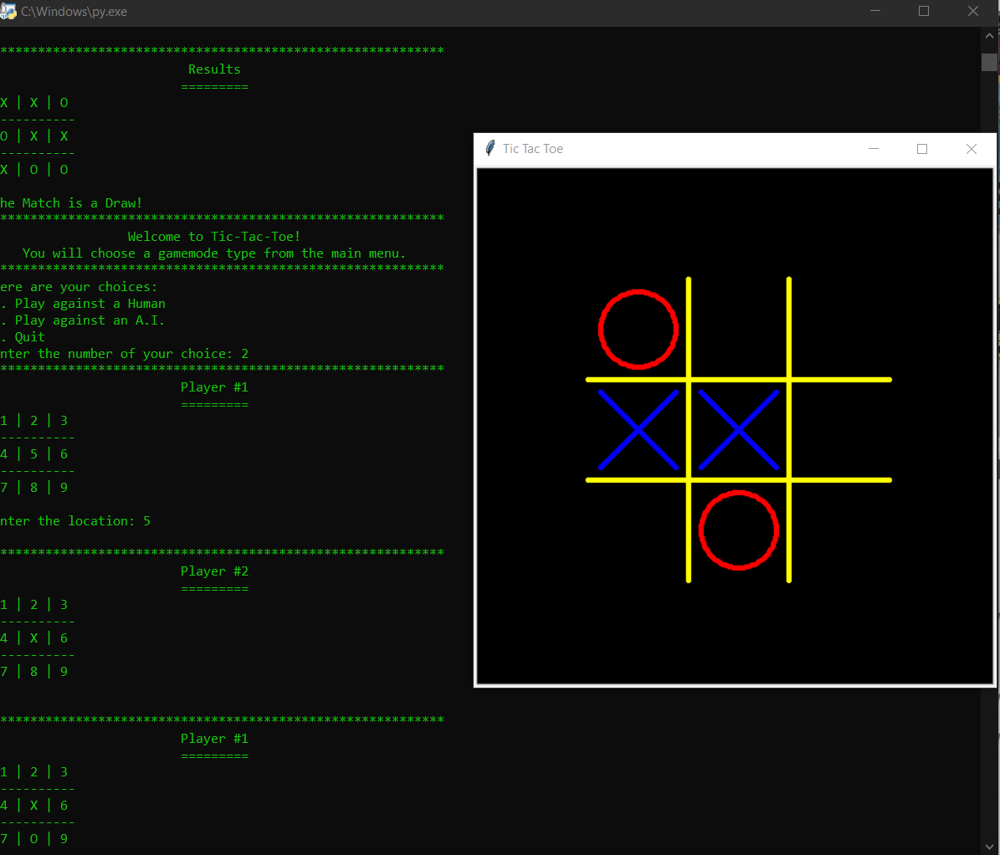 C:\Windows\py.exe
***********************************************************
Results
=========
X | X | O
----------
O | X | X
----------
X | O | O
he Match is a Draw!
***********************************************************
Welcome to Tic-Tac-Toe!
You will choose a gamemode type from the main menu.
***********************************************************
ere are your choices:
. Play against a Human
. Play against an A.I.
. Quit
nter the number of your choice: 2
***********************************************************
Player #1
=========
1 | 2 | 3
----------
4 | 5 | 6
----------
7 | 8 | 9
nter the location: 5
***********************************************************
Player #2
=========
1 | 2 | 3
----------
4 | X | 6
----------
7 | 8 | 9
***********************************************************
Player #1
=========
1 | 2 | 3
----------
4 | X | 6
----------
7 | O | 9
Tic Tac Toe